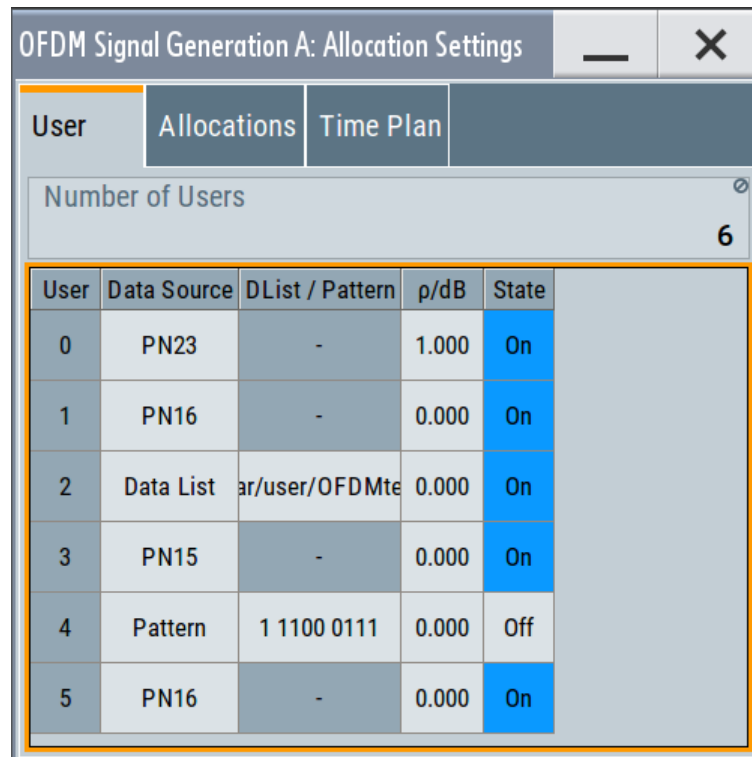 OFDM Signal Generation A: Allocation Settings
User Allocations Time Plan
Number of Users
6
User Data Source DList / Pattern ρ/dB State
0 PN23 - 1.000 On
1 PN16 - 0.000 On
2 Data List ar/user/OFDMte 0.000 On
3 PN15 - 0.000 On
4 Pattern 1 1100 0111 0.000 Off
5 PN16 - 0.000 On